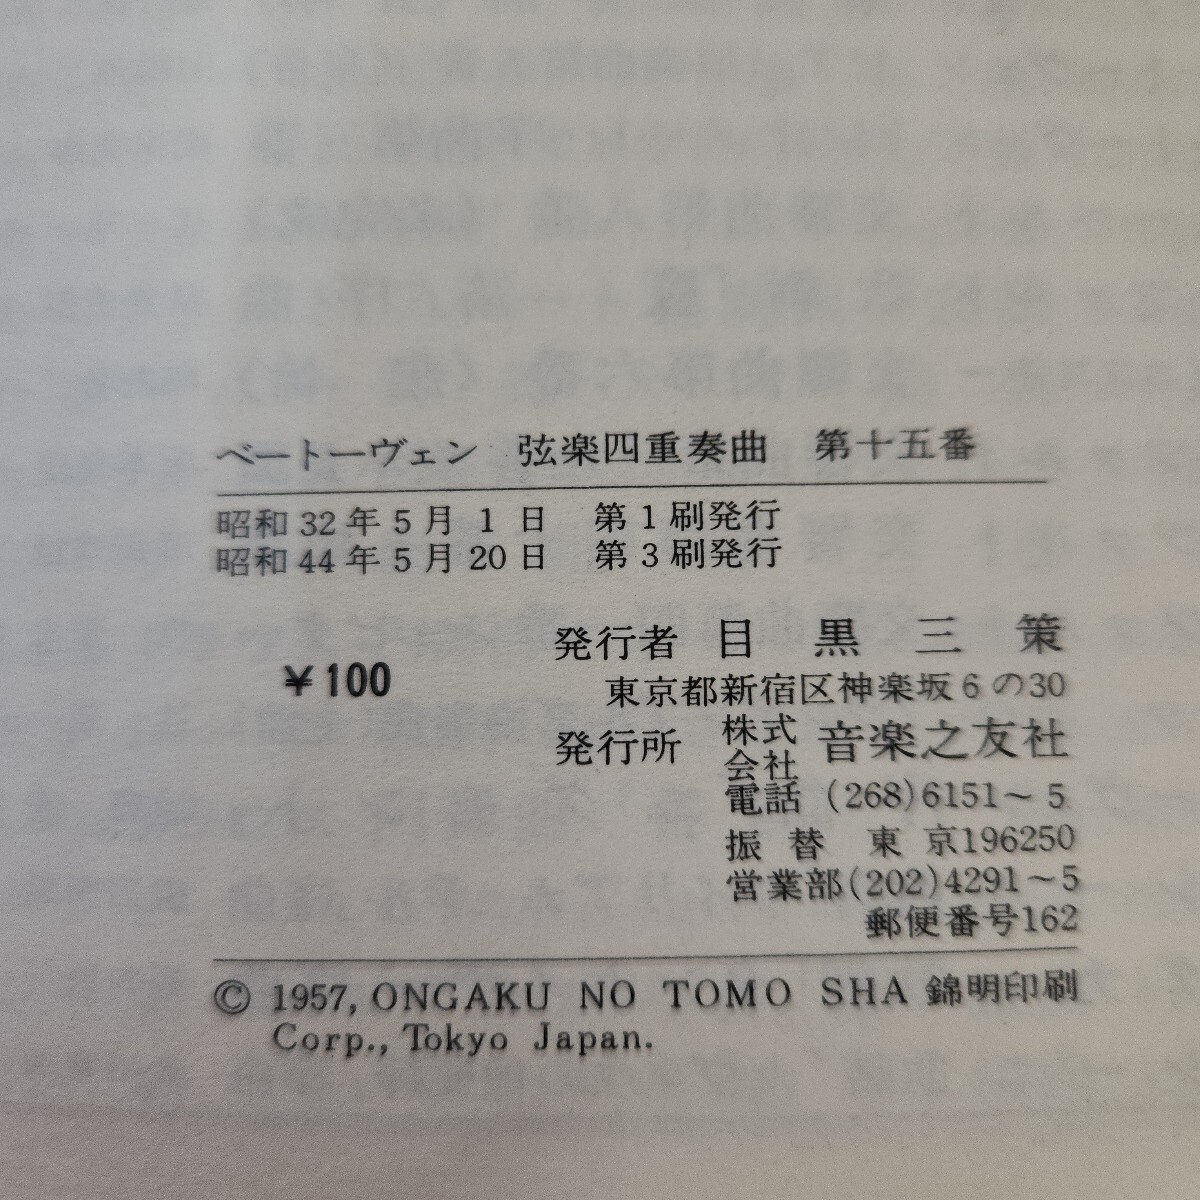 ベートーヴェン 弦楽四重奏曲 第十五番
昭和32年5月1日 第1刷発行
昭和44年5月20日 第3刷発行
¥100
発行者 目黒三策
東京都新宿区神楽坂6の30
発行所 株式会社 音楽之友社
電話 (268)6151~5
振替 東京196250
営業部(202)4291~5
郵便番号162
© 1957, ONGAKU NO TOMO SHA 錦明印刷
Corp., Tokyo Japan.